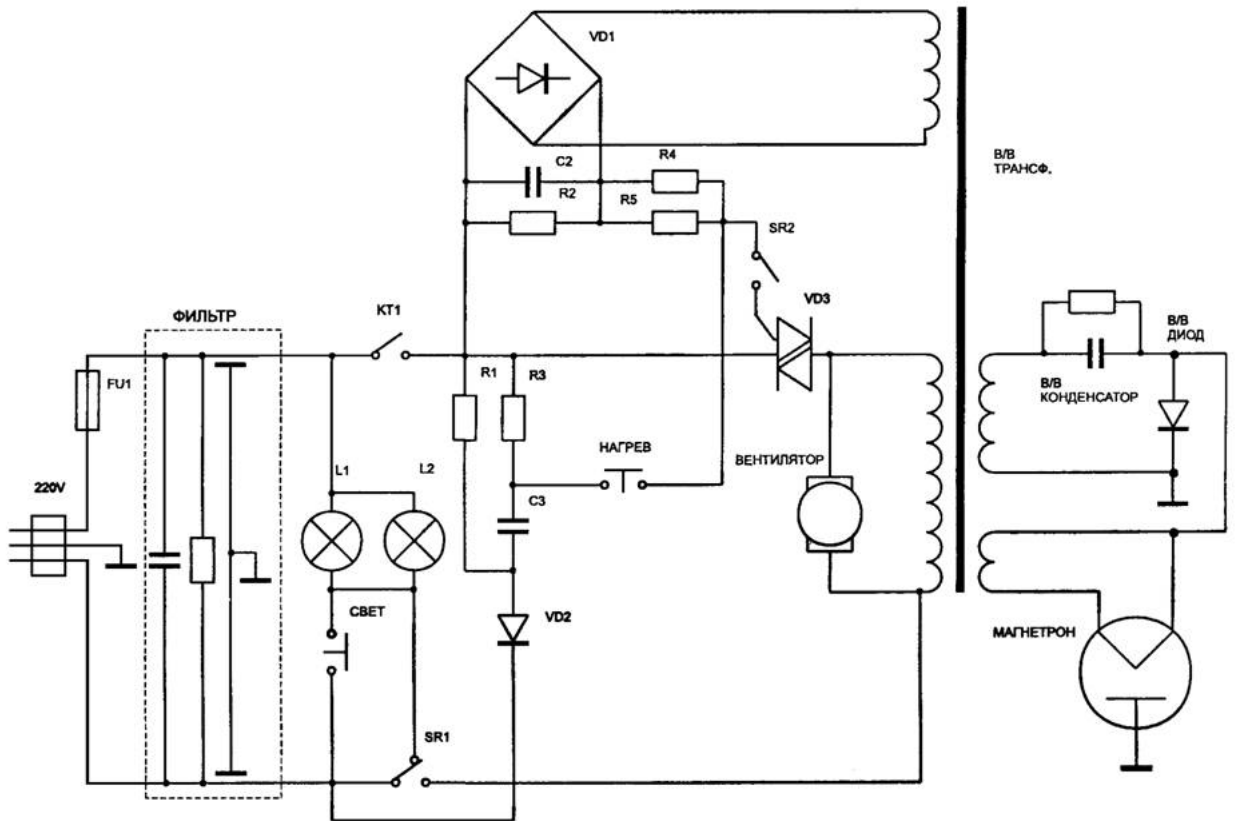 VD1
C2
R4
R2
R5
В/В
ТРАНСФ.
SR2
VD3
ФИЛЬТР
КТ1
В/В
ДИОД
FU1
R1
R3
В/В
КОНДЕНСАТОР
НАГРЕВ
ВЕНТИЛЯТОР
L1
L2
220V
C3
СВЕТ
VD2
МАГНЕТРОН
SR1